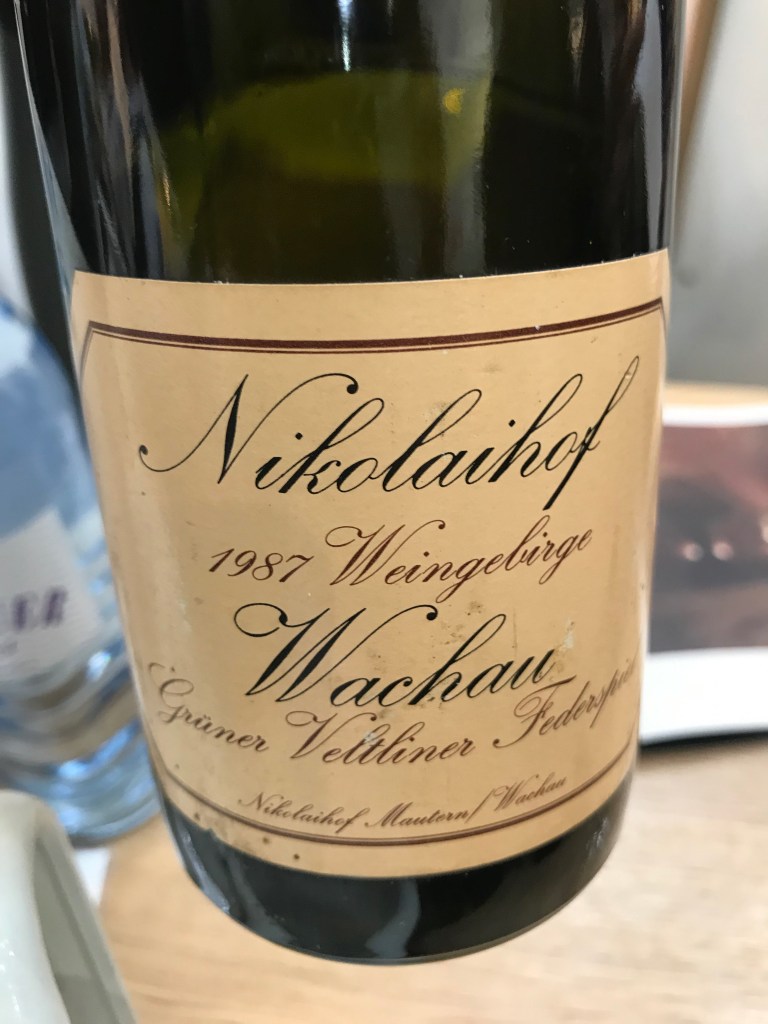 Nikolaihof
1987 Weingebirge
Wachau
Grüner Veltliner Federspiel
Nikolaihof Mautern/Wachau